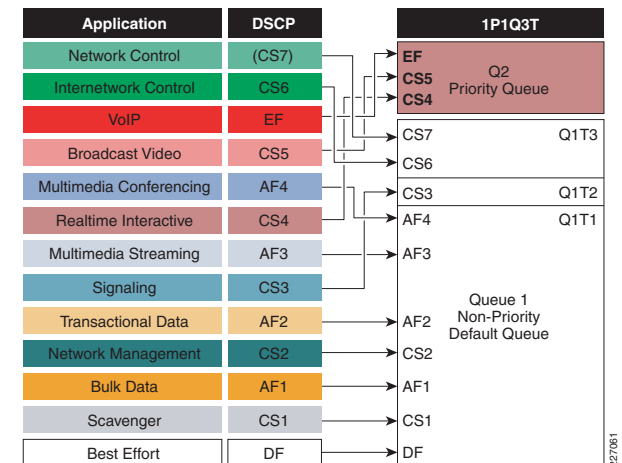 Application DSCP 1P1Q3T
Network Control (CS7)
Internetwork Control CS6
VoIP EF
Broadcast Video CS5
Multimedia Conferencing AF4
Realtime Interactive CS4
Multimedia Streaming AF3
Signaling CS3
Transactional Data AF2
Network Management CS2
Bulk Data AF1
Scavenger CS1
Best Effort DF
EF
CS5
CS4
Q2
Priority Queue
CS7 Q1T3
CS6
CS3 Q1T2
AF4 Q1T1
AF3
Queue 1
Non-Priority
Default Queue
AF2
CS2
AF1
CS1
DF
227061